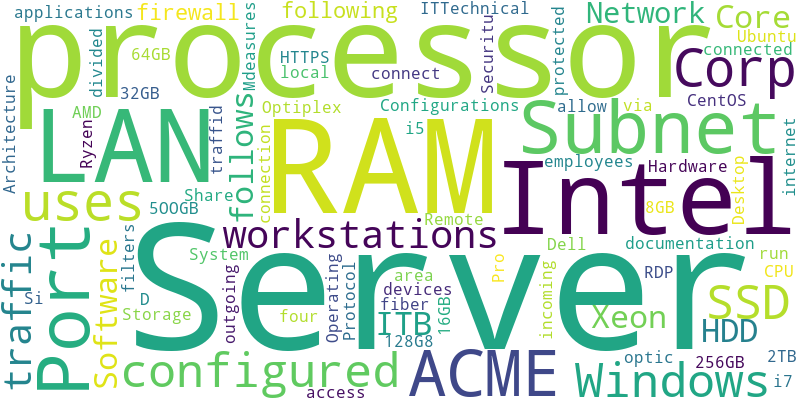 applications
firewall
following
ITTechnical
Network
Core
Ubuntu
connected
processor
divided
64GB
32GB
HTTPS
local
Mdeasures
connect
Securitu
protected
Corp
Architecture
AMD
Ryzen
LAN
traffid
follows
Optiplex
Configurations
allow
via
CentOS
i5
RAM
Subnet
internet
employees
Hardware
Intel
8GB
Desktop
uses
500GB
Share
connection
Remote
workstations
Port
traffic
Software
filters
System
Server
Dell
documentation
run
Si
D
Storage
outgoing
four
Operating
Protocol
area
devices
fiber
Pro
incoming
RDP
CPU
SSD
Xeon
HDD
ITB
16GB
128G8
configured
access
ACME
optic
256GB
2TB
Windows
i7